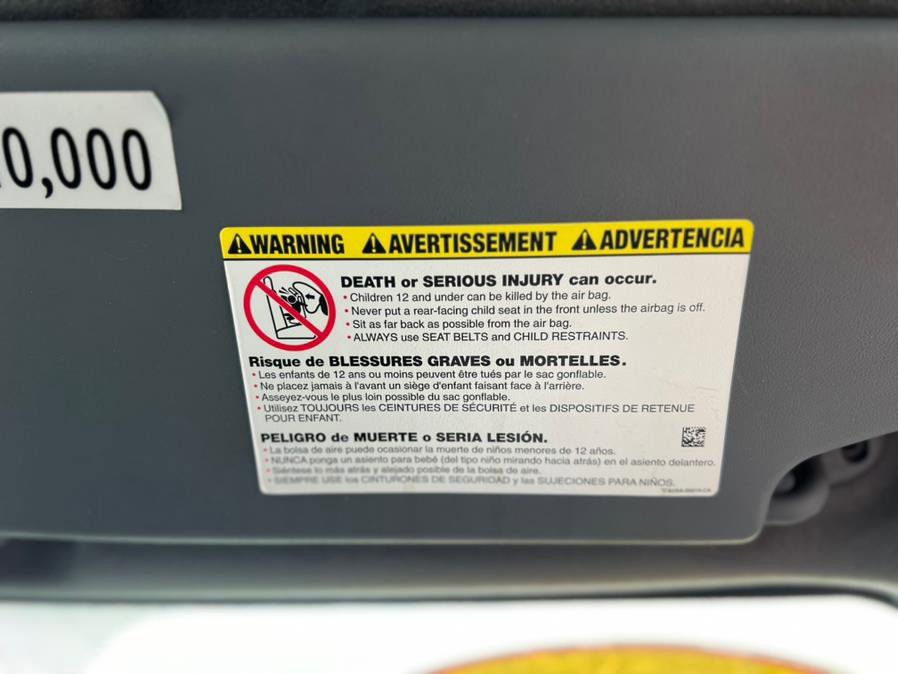 0,000
WARNING AVERTISSEMENT ADVERTENCIA
DEATH or SERIOUS INJURY can occur.
• Children 12 and under can be killed by the air bag.
• Never put a rear-facing child seat in the front unless the airbag is off.
• Sit as far back as possible from the air bag.
• ALWAYS use SEAT BELTS and CHILD RESTRAINTS.
Risque de BLESSURES GRAVES ou MORTELLES.
• Les enfants de 12 ans ou moins peuvent être tués par le sac gonflable.
• Ne placez jamais à l'avant un siège d'enfant faisant face à l'arrière.
• Asseyez-vous le plus loin possible du sac gonflable.
• Utilisez TOUJOURS les CEINTURES DE SÉCURITÉ et les DISPOSITIFS DE RETENUE
POUR ENFANT.
PELIGRO de MUERTE o SERIA LESIÓN.
• La bolsa de aire puede ocasionar la muerte de niños menores de 12 años.
• NUNCA ponga un asiento para bebé (del tipo niño mirando hacia atrás) en el asiento delantero.
• Siéntese lo más atrás y alejado posible de la bolsa de aire.
• SIEMPRE USE los CINTURONES DE SEGURIDAD y las SUJECIONES PARA NIÑOS.